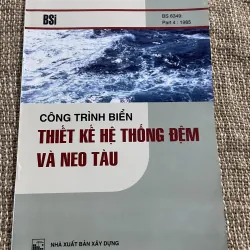 BSi
BS 6349
Part 4 : 1985
CÔNG TRÌNH BIỂN
THIẾT KẾ HỆ THỐNG ĐỆM
VÀ NEO TÀU
NHÀ XUẤT BẢN XÂY DỰNG